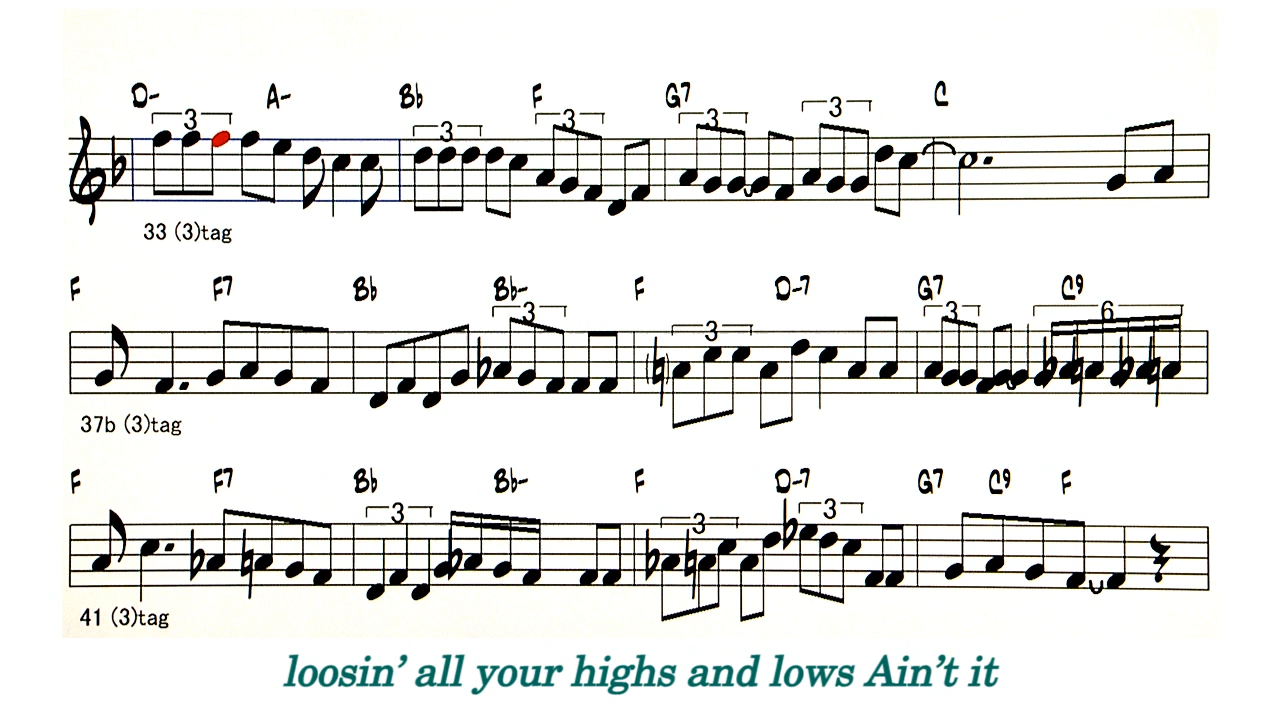 D- A- Bb F G7 C
3 3 3 3 3
33 (3)tag
F F7 Bb Bb- F D-7 G7 C9
3 3 3 6
37b (3)tag
F F7 Bb Bb- F D-7 G7 C9 F
3 3 3
41 (3)tag
loosin’ all your highs and lows Ain’t it